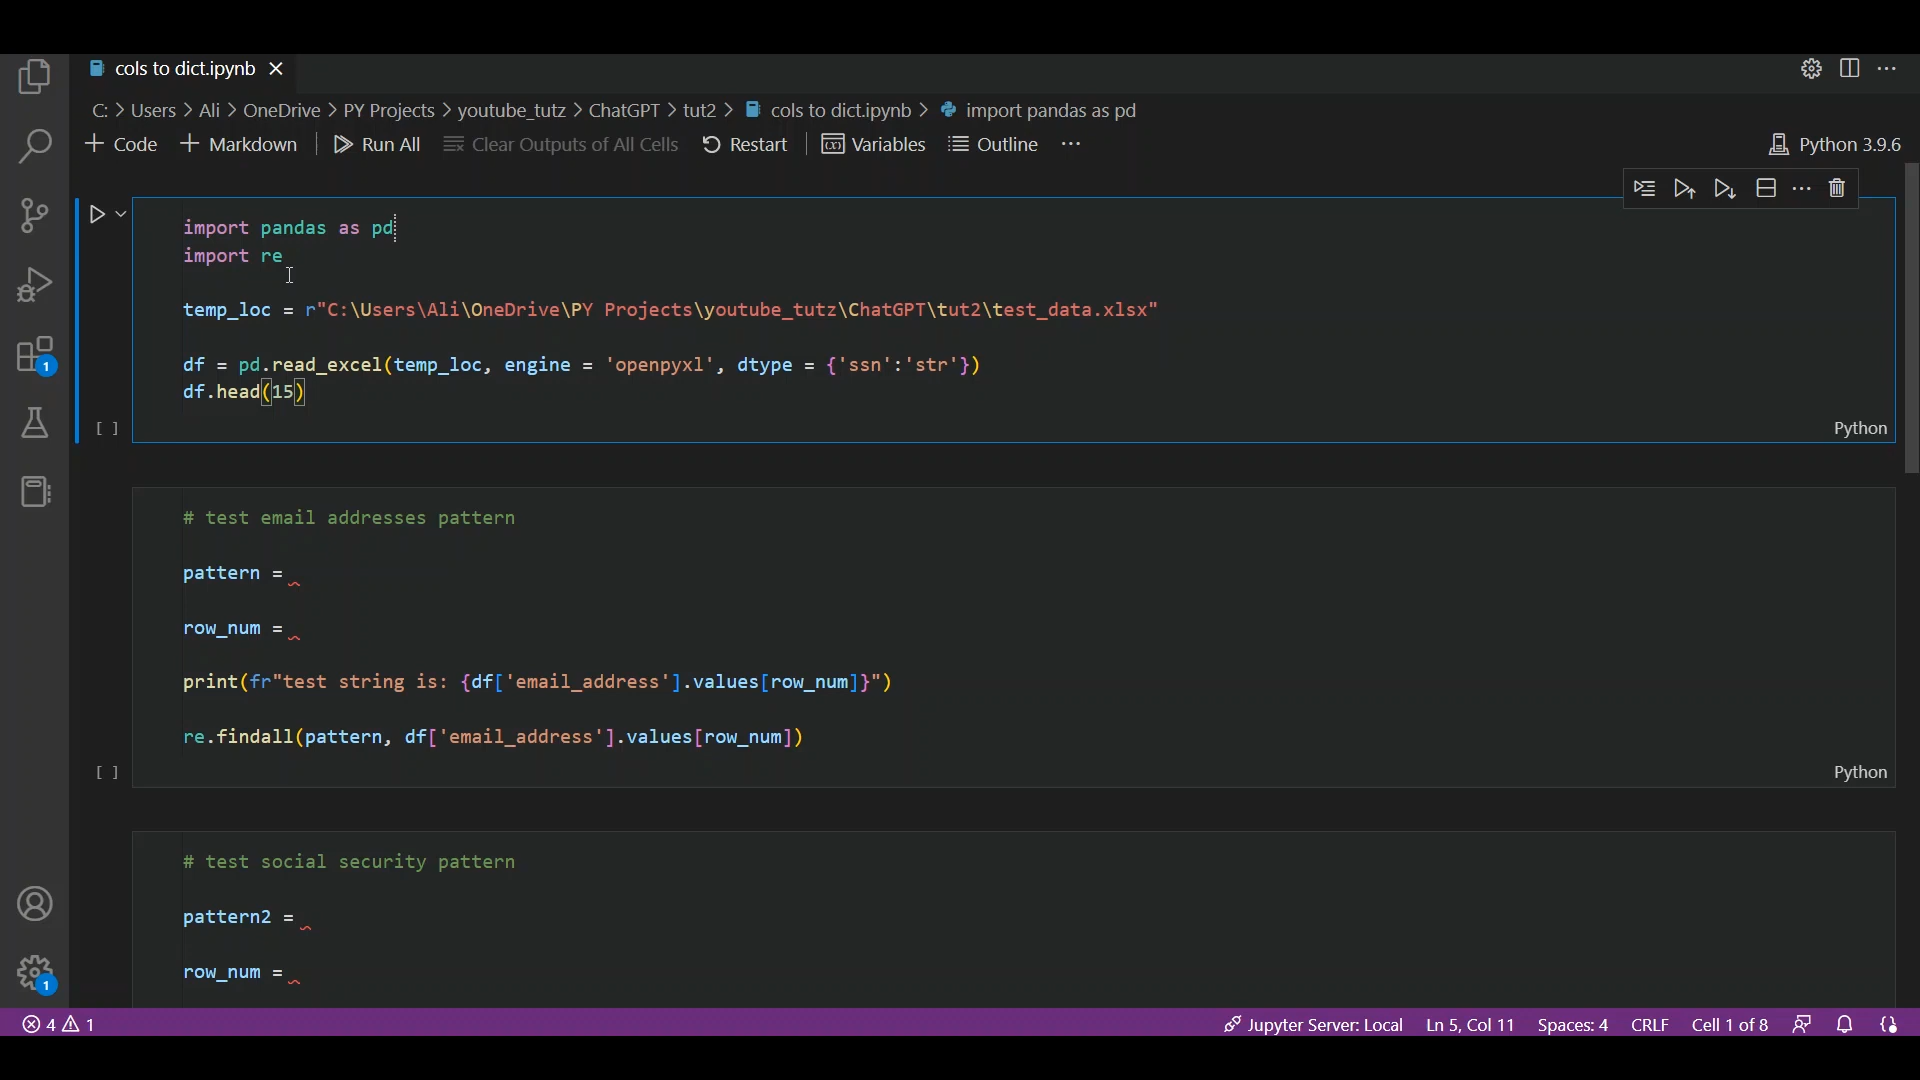 cols to dict.ipynb
C: > Users > Ali > OneDrive > PY Projects > youtube_tutz > ChatGPT > tut2 > cols to dict.ipynb > import pandas as pd
+ Code + Markdown Run All Clear Outputs of All Cells Restart Variables Outline ... Python 3.9.6
import pandas as pd
import re
temp_loc = r"C:\Users\Ali\OneDrive\PY Projects\youtube_tutz\ChatGPT\tut2\test_data.xlsx"
df = pd.read_excel(temp_loc, engine = 'openpyxl', dtype = {'ssn':'str'})
df.head(15)
[ ] Python
# test email addresses pattern
pattern =
row_num =
print(fr"test string is: {df['email_address'].values[row_num]}")
re.findall(pattern, df['email_address'].values[row_num])
[ ] Python
# test social security pattern
pattern2 =
row_num =
1
1
4 1 Jupyter Server: Local Ln 5, Col 11 Spaces: 4 CRLF Cell 1 of 8